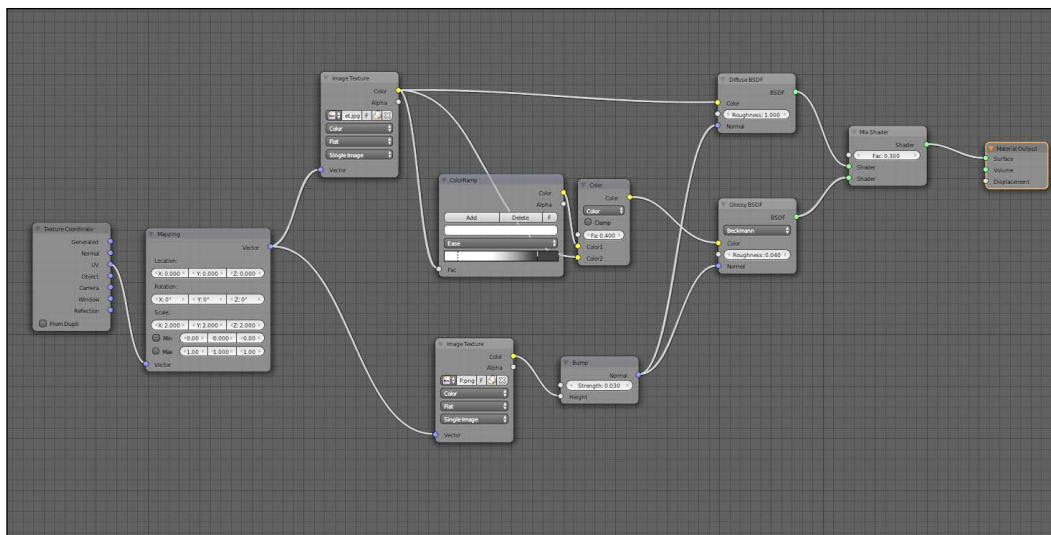 Texture Coordinate
Generated
Normal
UV
Object
Camera
Window
Reflection
From Dupli
Mapping
Vector
Location:
X: 0.000 Y: 0.000 Z: 0.000
Rotation:
X: 0° Y: 0° Z: 0°
Scale:
X: 2.000 Y: 2.000 Z: 2.000
Min 0.00 0.000 0.00
Max 1.00 1.000 1.00
Vector
Image Texture
Color
Alpha
et.jpg F
Color
Flat
Single Image
Vector
ColorRamp
Color
Alpha
Add Delete F
Ease
Fac
Color
Color
Color
Clamp
Fa: 0.400
Color1
Color2
Image Texture
Color
Alpha
P.png F
Color
Flat
Single Image
Vector
Bump
Normal
Strength: 0.030
Height
Diffuse BSDF
BSDF
Color
Roughness: 1.000
Normal
Glossy BSDF
BSDF
Beckmann
Color
Roughness: 0.040
Normal
Mix Shader
Shader
Fac: 0.300
Shader
Shader
Material Output
Surface
Volume
Displacement